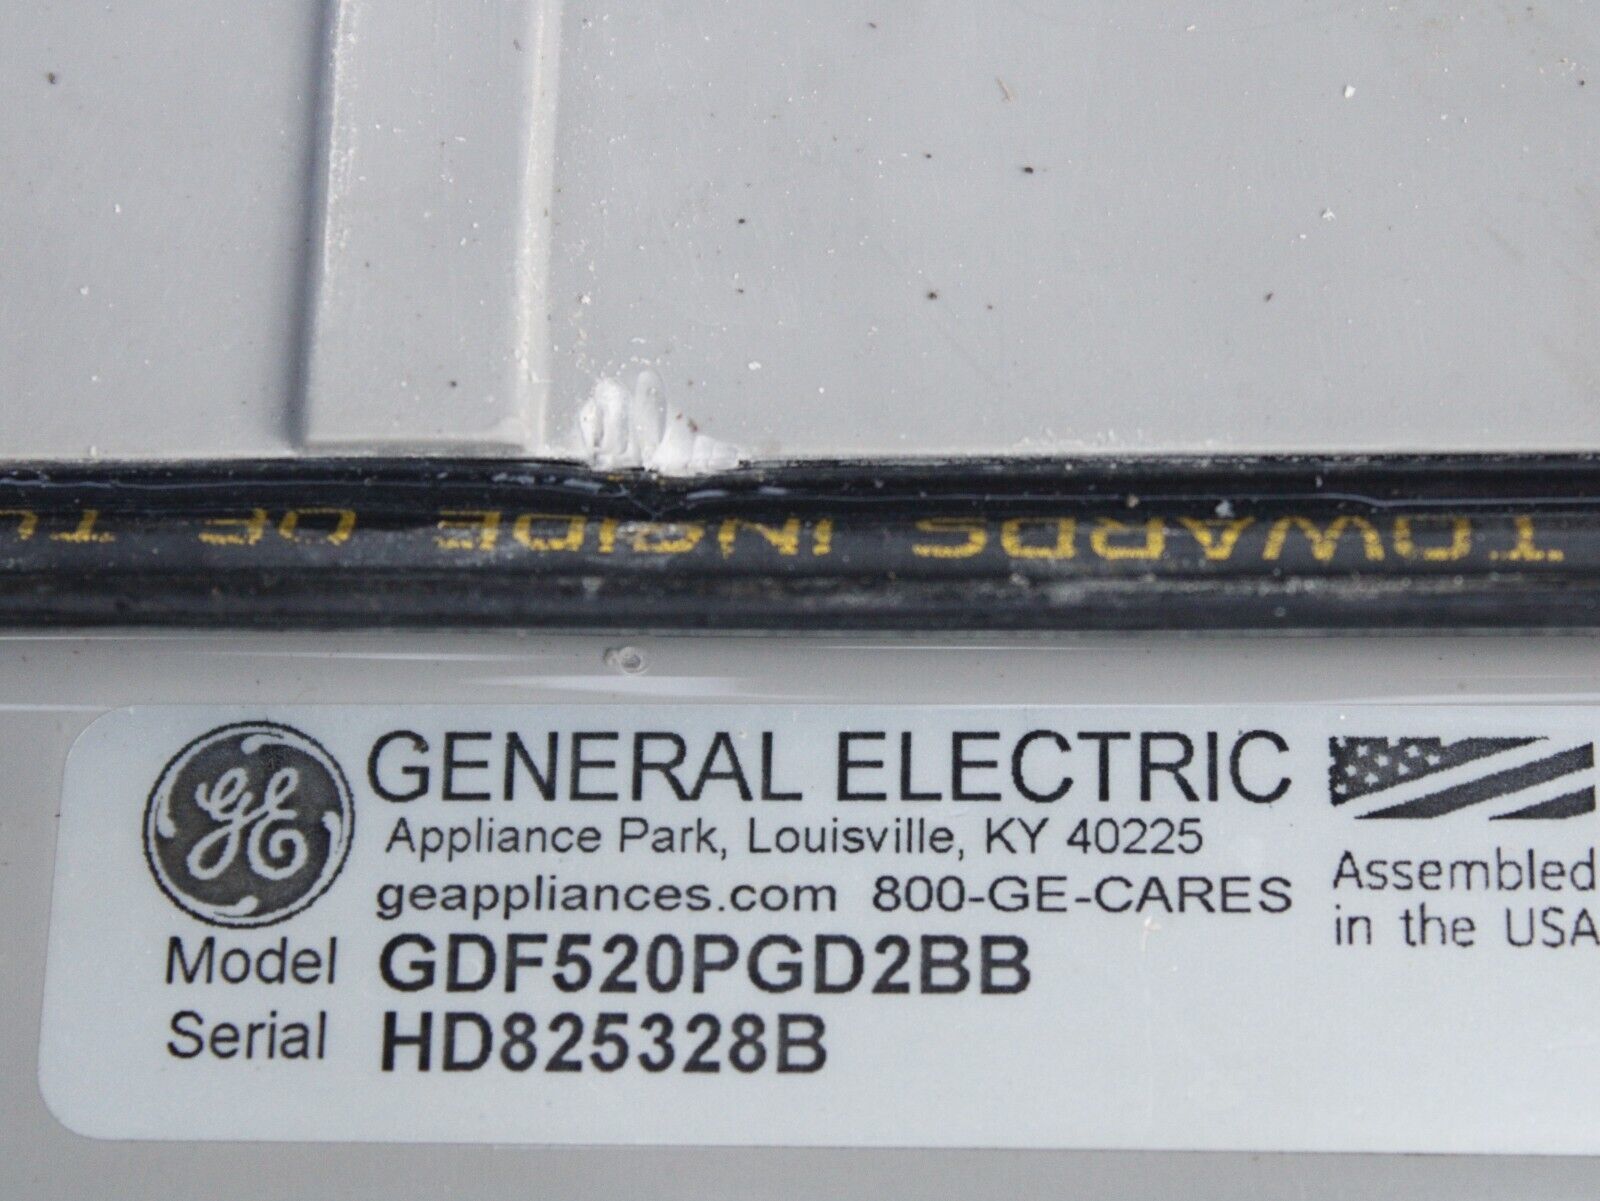 TOWARDS INSIDE OF TU
GE
GENERAL ELECTRIC
Appliance Park, Louisville, KY 40225
geappliances.com 800-GE-CARES
Assembled
in the USA
Model GDF520PGD2BB
Serial HD825328B